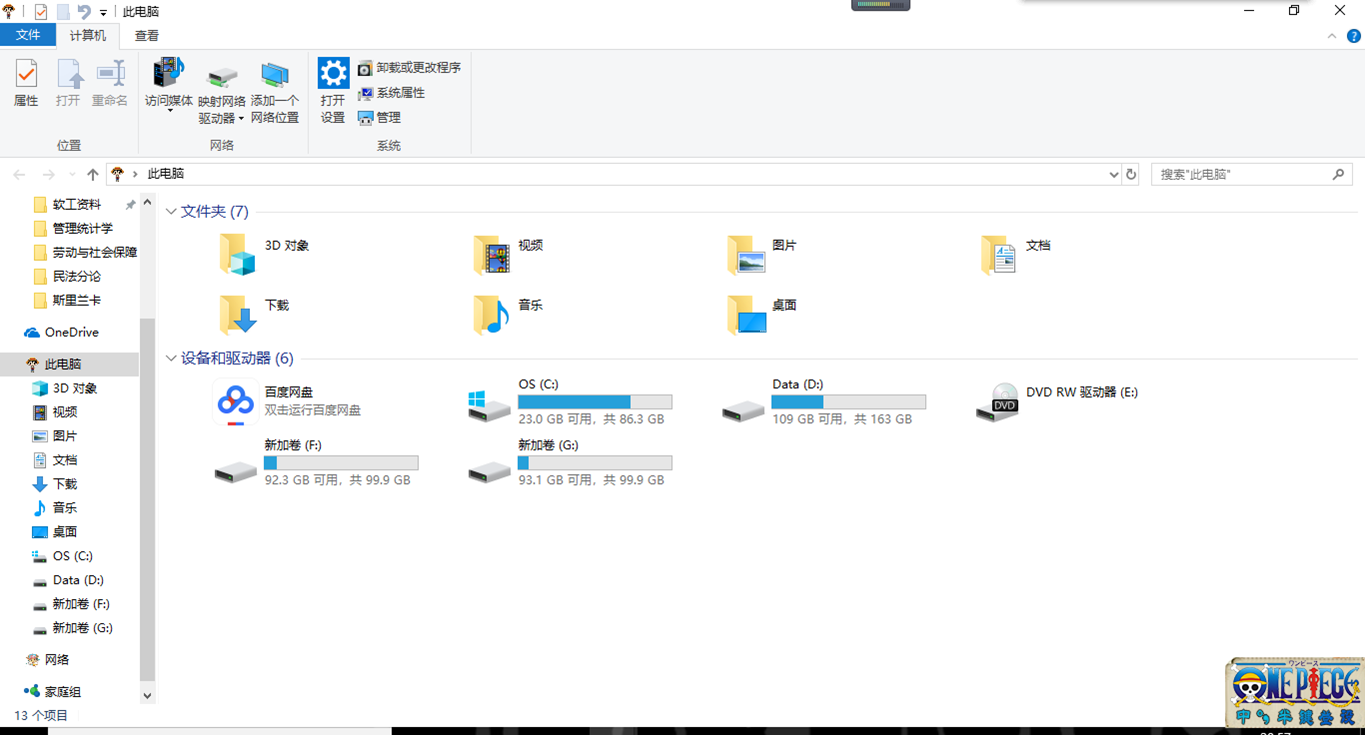 此电脑
文件 计算机 查看
属性 打开 重命名 访问媒体 映射网络驱动器 添加一个网络位置 打开设置 卸载或更改程序
系统属性
管理
位置 网络 系统
此电脑 搜索"此电脑"
软工资料
管理统计学
劳动与社会保障
民法分论
斯里兰卡
OneDrive
此电脑
3D 对象
视频
图片
文档
下载
音乐
桌面
OS (C:)
Data (D:)
新加卷 (F:)
新加卷 (G:)
网络
家庭组
文件夹 (7)
3D 对象 视频 图片 文档
下载 音乐 桌面
设备和驱动器 (6)
百度网盘
双击运行百度网盘
OS (C:)
23.0 GB 可用，共 86.3 GB
Data (D:)
109 GB 可用，共 163 GB
DVD RW 驱动器 (E:)
DVD
新加卷 (F:)
92.3 GB 可用，共 99.9 GB
新加卷 (G:)
93.1 GB 可用，共 99.9 GB
13 个项目
ワンピース
ONE PIECE